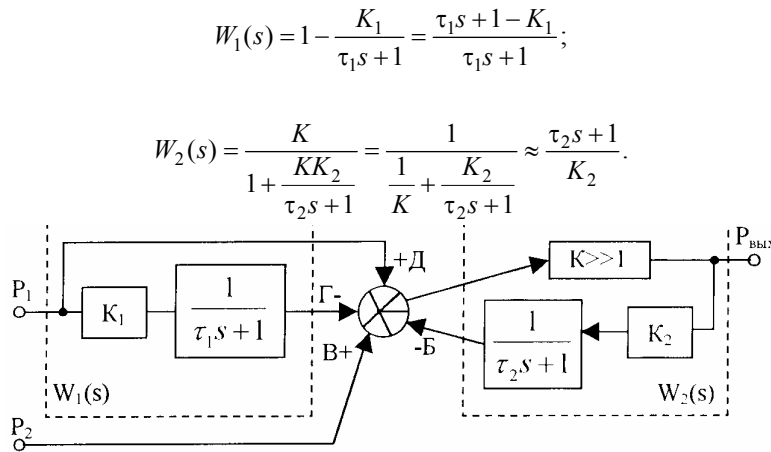 W₁(s) = 1 − K₁/(τ₁s + 1) = (τ₁s + 1 − K₁)/(τ₁s + 1);
W₂(s) = K/(1 + KK₂/(τ₂s + 1)) = 1/(1/K + K₂/(τ₂s + 1)) ≈ (τ₂s + 1)/K₂.
+Д
K>>1
Pвых
P₁
K₁
1/(τ₁s + 1)
Г-
В+
-Б
1/(τ₂s + 1)
K₂
W₁(s)
W₂(s)
P₂